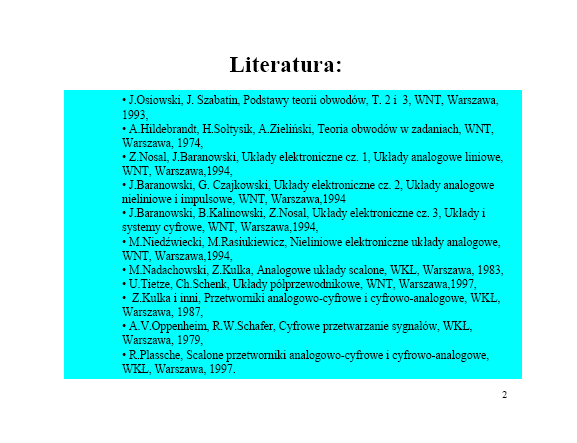 Literatura:
• J.Osiowski, J. Szabatin, Podstawy teorii obwodów, T. 2 i  3, WNT, Warszawa,
1993,
• A.Hildebrandt, H.Sołtysik, A.Zieliński, Teoria obwodów w zadaniach, WNT,
Warszawa, 1974,
• Z.Nosal, J.Baranowski, Układy elektroniczne cz. 1, Układy analogowe liniowe,
WNT, Warszawa,1994,
• J.Baranowski, G. Czajkowski, Układy elektroniczne cz. 2, Układy analogowe
nieliniowe i impulsowe, WNT, Warszawa,1994
• J.Baranowski, B.Kalinowski, Z.Nosal, Układy elektroniczne cz. 3, Układy i
systemy cyfrowe, WNT, Warszawa,1994,
• M.Niedźwiecki, M.Rasiukiewicz, Nieliniowe elektroniczne układy analogowe,
WNT, Warszawa,1994,
• M.Nadachowski, Z.Kulka, Analogowe układy scalone, WKŁ, Warszawa, 1983,
• U.Tietze, Ch.Schenk, Układy półprzewodnikowe, WNT, Warszawa,1997,
•  Z.Kulka i inni, Przetworniki analogowo-cyfrowe i cyfrowo-analogowe, WKŁ,
Warszawa, 1987,
• A.V.Oppenheim, R.W.Schafer, Cyfrowe przetwarzanie sygnałów, WKŁ,
Warszawa, 1979,
• R.Plassche, Scalone przetworniki analogowo-cyfrowe i cyfrowo-analogowe,
WKŁ, Warszawa, 1997.
2